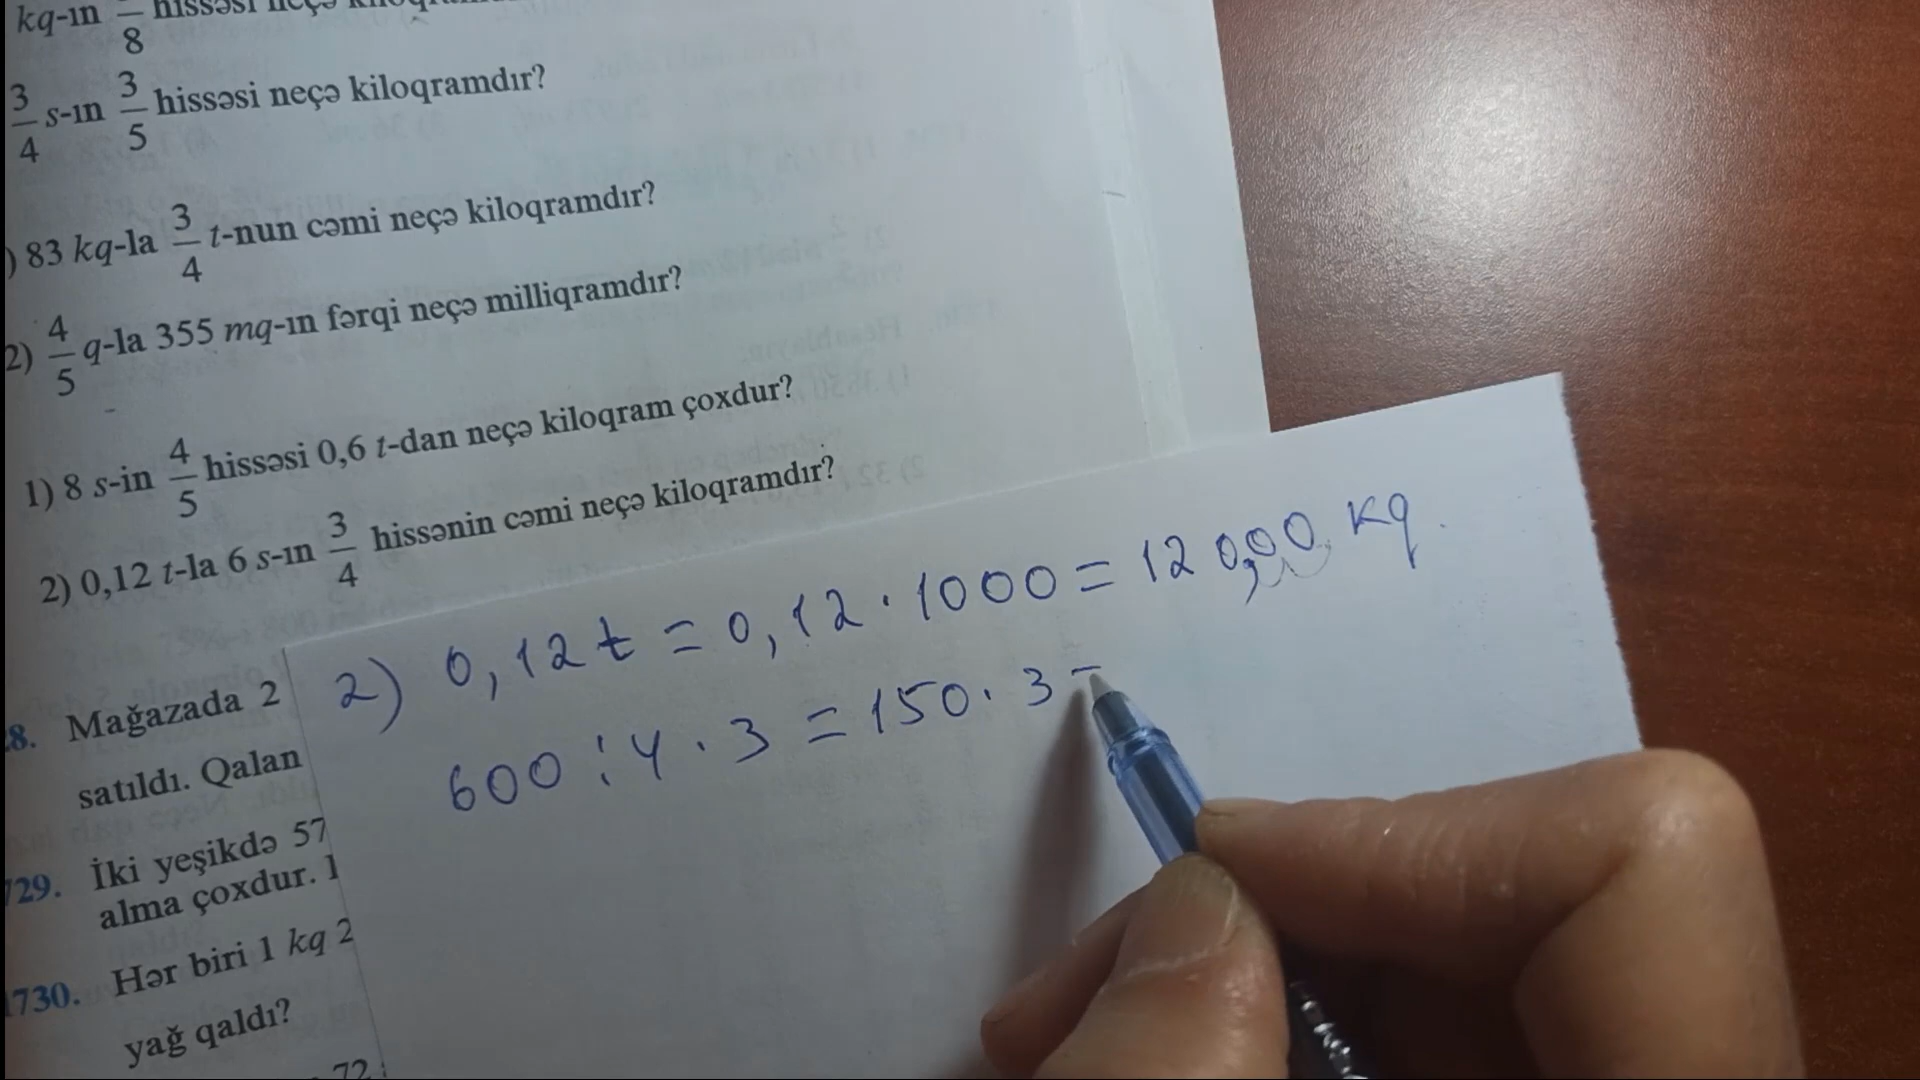 kq-ın /8 hissəsi neçə
3/4 s-ın 3/5 hissəsi neçə kiloqramdır?
) 83 kq-la 3/4 t-nun cəmi neçə kiloqramdır?
2) 4/5 q-la 355 mq-ın fərqi neçə milliqramdır?
1) 8 s-in 4/5 hissəsi 0,6 t-dan neçə kiloqram çoxdur?
2) 0,12 t-la 6 s-ın 3/4 hissənin cəmi neçə kiloqramdır?
2) 0,12 t = 0,12 · 1000 = 120,00, kq.
600 : 4 · 3 = 150 · 3 =
8. Mağazada 2
satıldı. Qalan
729. İki yeşikdə 57
alma çoxdur. 1
1730. Hər biri 1 kq 2
yağ qaldı?
72